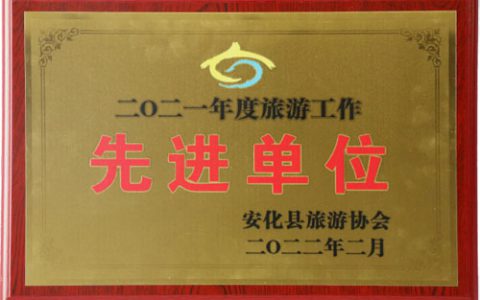 二〇二一年度旅游工作
先进单位
安化县旅游协会
二〇二二年二月